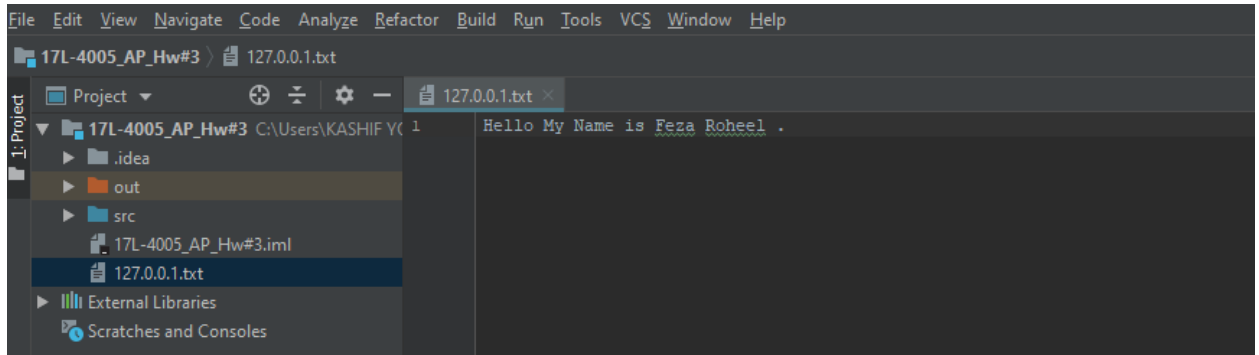 File Edit View Navigate Code Analyze Refactor Build Run Tools VCS Window Help
17L-4005_AP_Hw#3 127.0.0.1.txt
1: Project
Project
17L-4005_AP_Hw#3 C:\Users\KASHIF YO
.idea
out
src
17L-4005_AP_Hw#3.iml
127.0.0.1.txt
External Libraries
Scratches and Consoles
127.0.0.1.txt
1 Hello My Name is Feza Roheel .